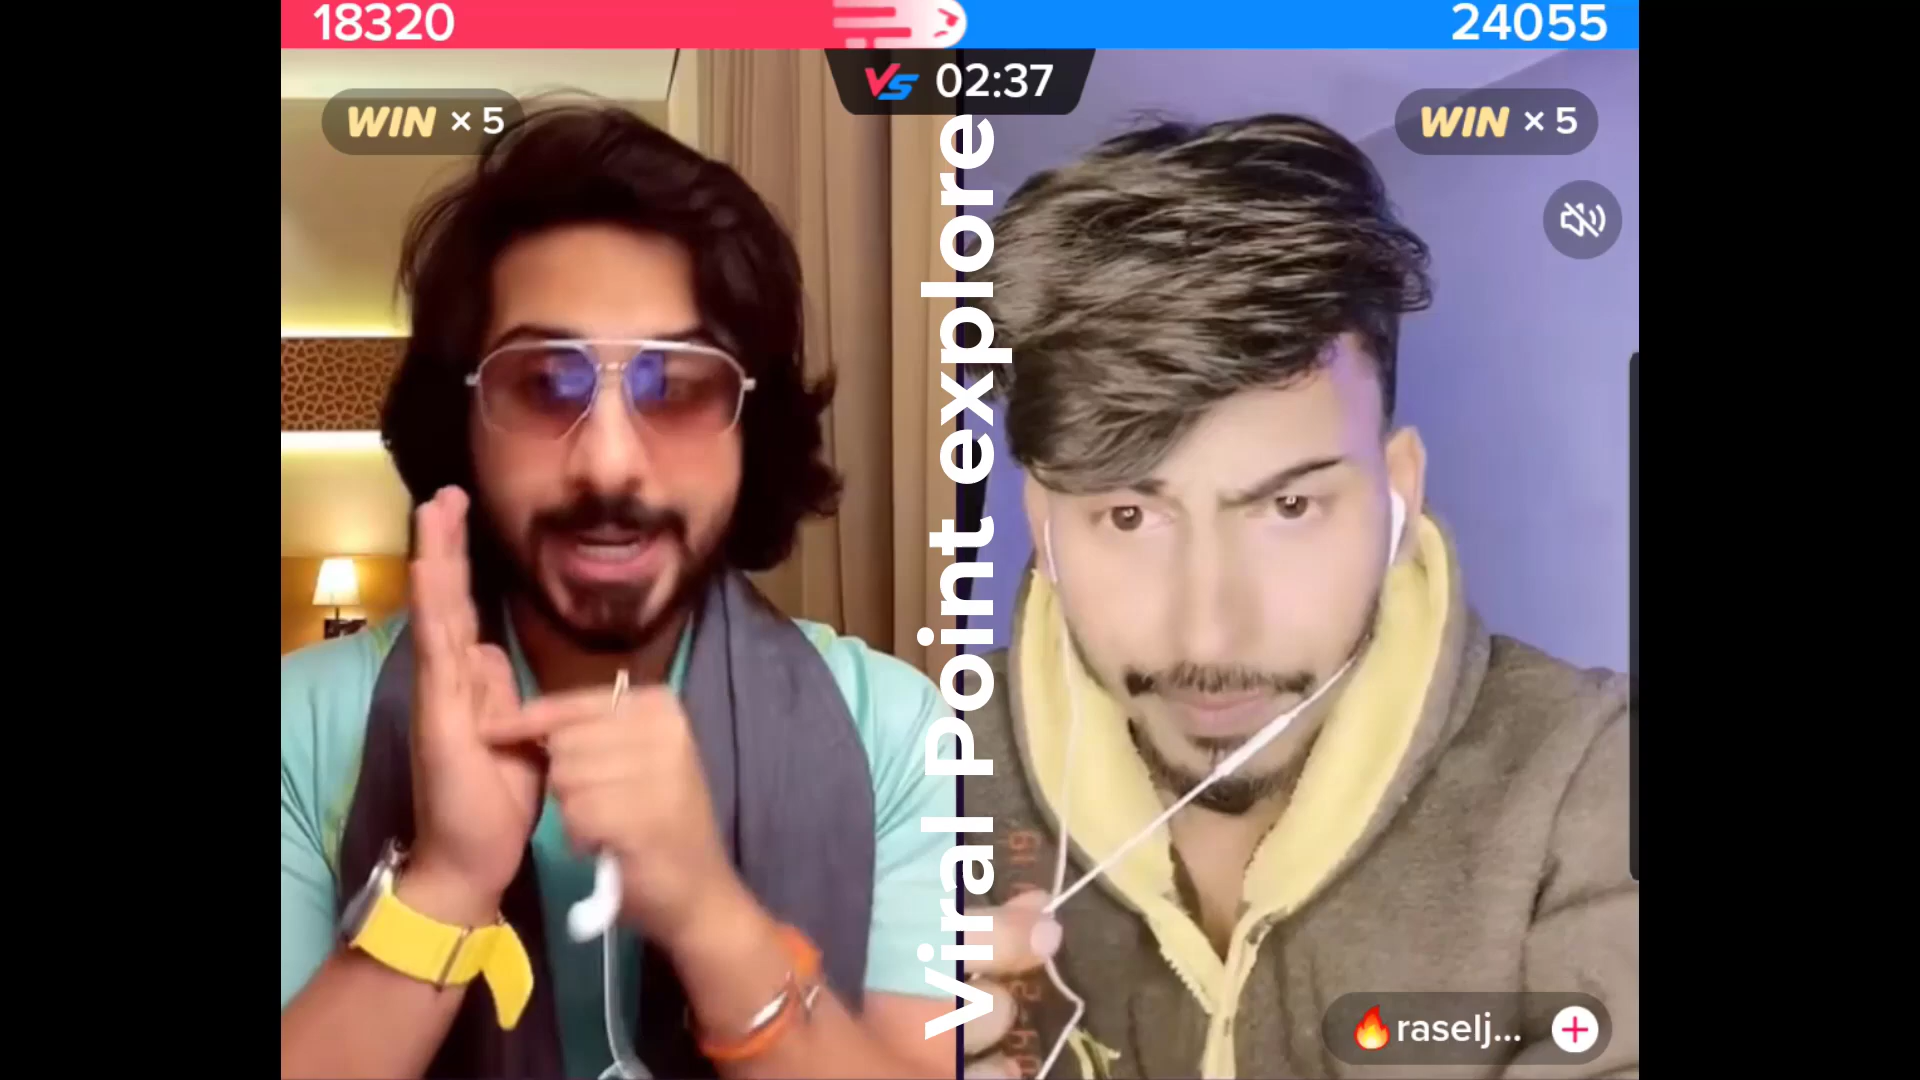 18320
24055
VS 02:37
WIN × 5
WIN × 5
Viral Point explore
🔥raselj...